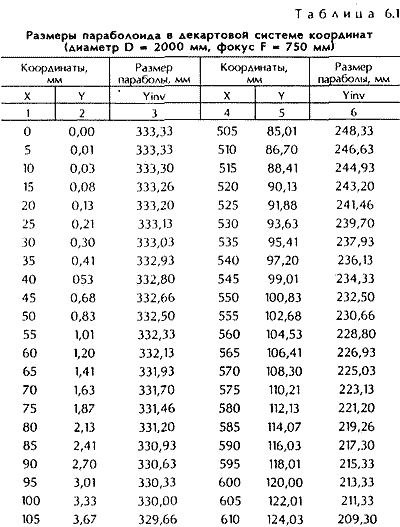 Таблица 6.1
Размеры параболоида в декартовой системе координат
(диаметр D = 2000 мм, фокус F = 750 мм)
Координаты, мм Размер параболы, мм Координаты, мм Размер параболы, мм
X Y Yinv X Y Yinv
1 2 3 4 5 6
0 0,00 333,33 505 85,01 248,33
5 0,01 333,33 510 86,70 246,63
10 0,03 333,30 515 88,41 244,93
15 0,08 333,26 520 90,13 243,20
20 0,13 333,20 525 91,88 241,46
25 0,21 333,13 530 93,63 239,70
30 0,30 333,03 535 95,41 237,93
35 0,41 332,93 540 97,20 236,13
40 053 332,80 545 99,01 234,33
45 0,68 332,66 550 100,83 232,50
50 0,83 332,50 555 102,68 230,66
55 1,01 332,33 560 104,53 228,80
60 1,20 332,13 565 106,41 226,93
65 1,41 331,93 570 108,30 225,03
70 1,63 331,70 575 110,21 223,13
75 1,87 331,46 580 112,13 221,20
80 2,13 331,20 585 114,07 219,26
85 2,41 330,93 590 116,03 217,30
90 2,70 330,63 595 118,01 215,33
95 3,01 330,33 600 120,00 213,33
100 3,33 330,00 605 122,01 211,33
105 3,67 329,66 610 124,03 209,30